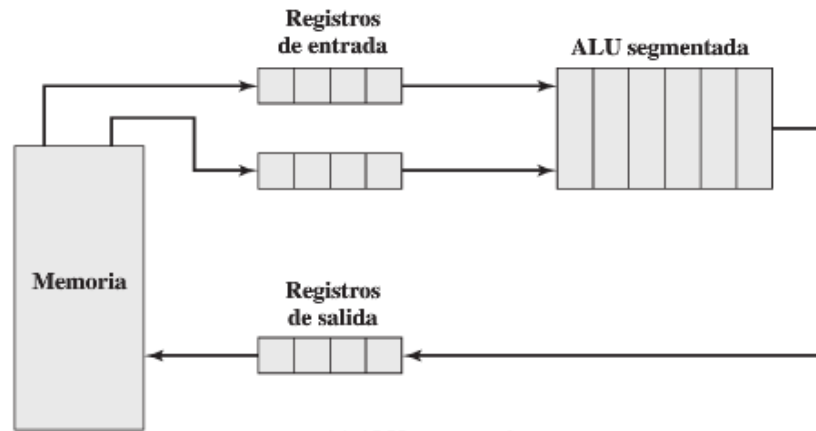 Registros
de entrada
ALU segmentada
Memoria
Registros
de salida